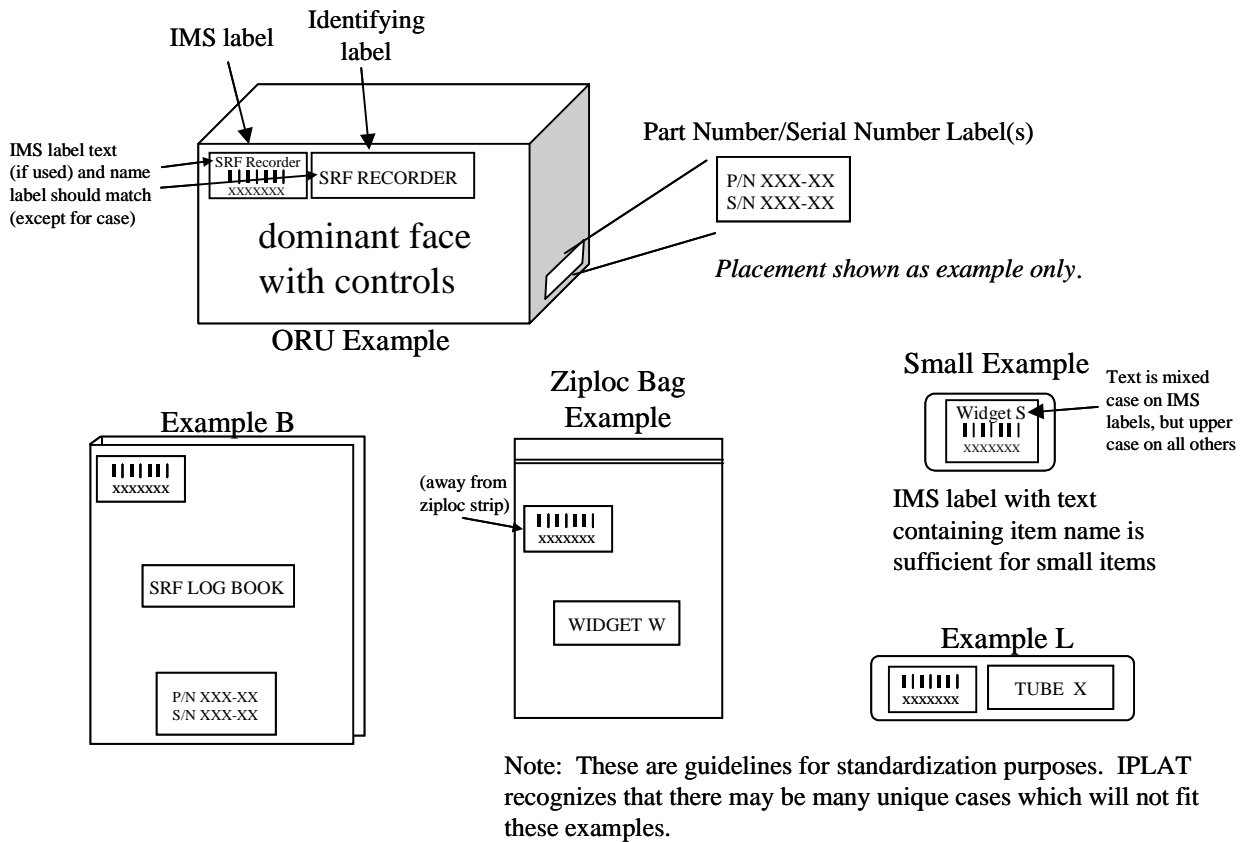 IMS label
Identifying
label
IMS label text
(if used) and name
label should match
(except for case)
SRF Recorder
XXXXXXX
SRF RECORDER
dominant face
with controls
ORU Example
Part Number/Serial Number Label(s)
P/N XXX-XX
S/N XXX-XX
Placement shown as example only.
Example B
xxxxxxx
SRF LOG BOOK
P/N XXX-XX
S/N XXX-XX
Ziploc Bag
Example
(away from
ziploc strip)
xxxxxxx
WIDGET W
Small Example
Widget S
xxxxxxx
Text is mixed
case on IMS
labels, but upper
case on all others
IMS label with text
containing item name is
sufficient for small items
Example L
xxxxxxx
TUBE X
Note: These are guidelines for standardization purposes. IPLAT
recognizes that there may be many unique cases which will not fit
these examples.